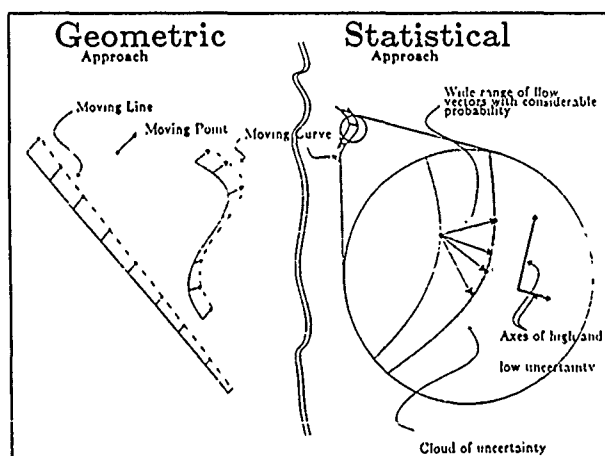 Geometric
Approach
Statistical
Approach
Moving Line
Moving Point
Moving Curve
Wide range of flow
vectors with considerable
probability
Axes of high and
low uncertainty
Cloud of uncertainty